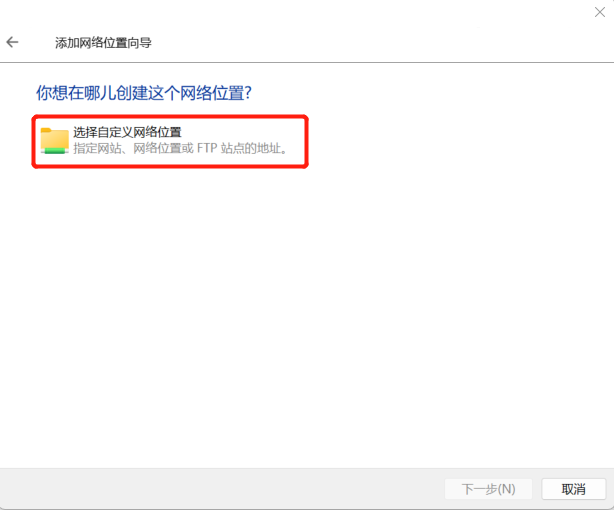 添加网络位置向导
你想在哪儿创建这个网络位置?
选择自定义网络位置
指定网站、网络位置或 FTP 站点的地址。
下一步(N)
取消